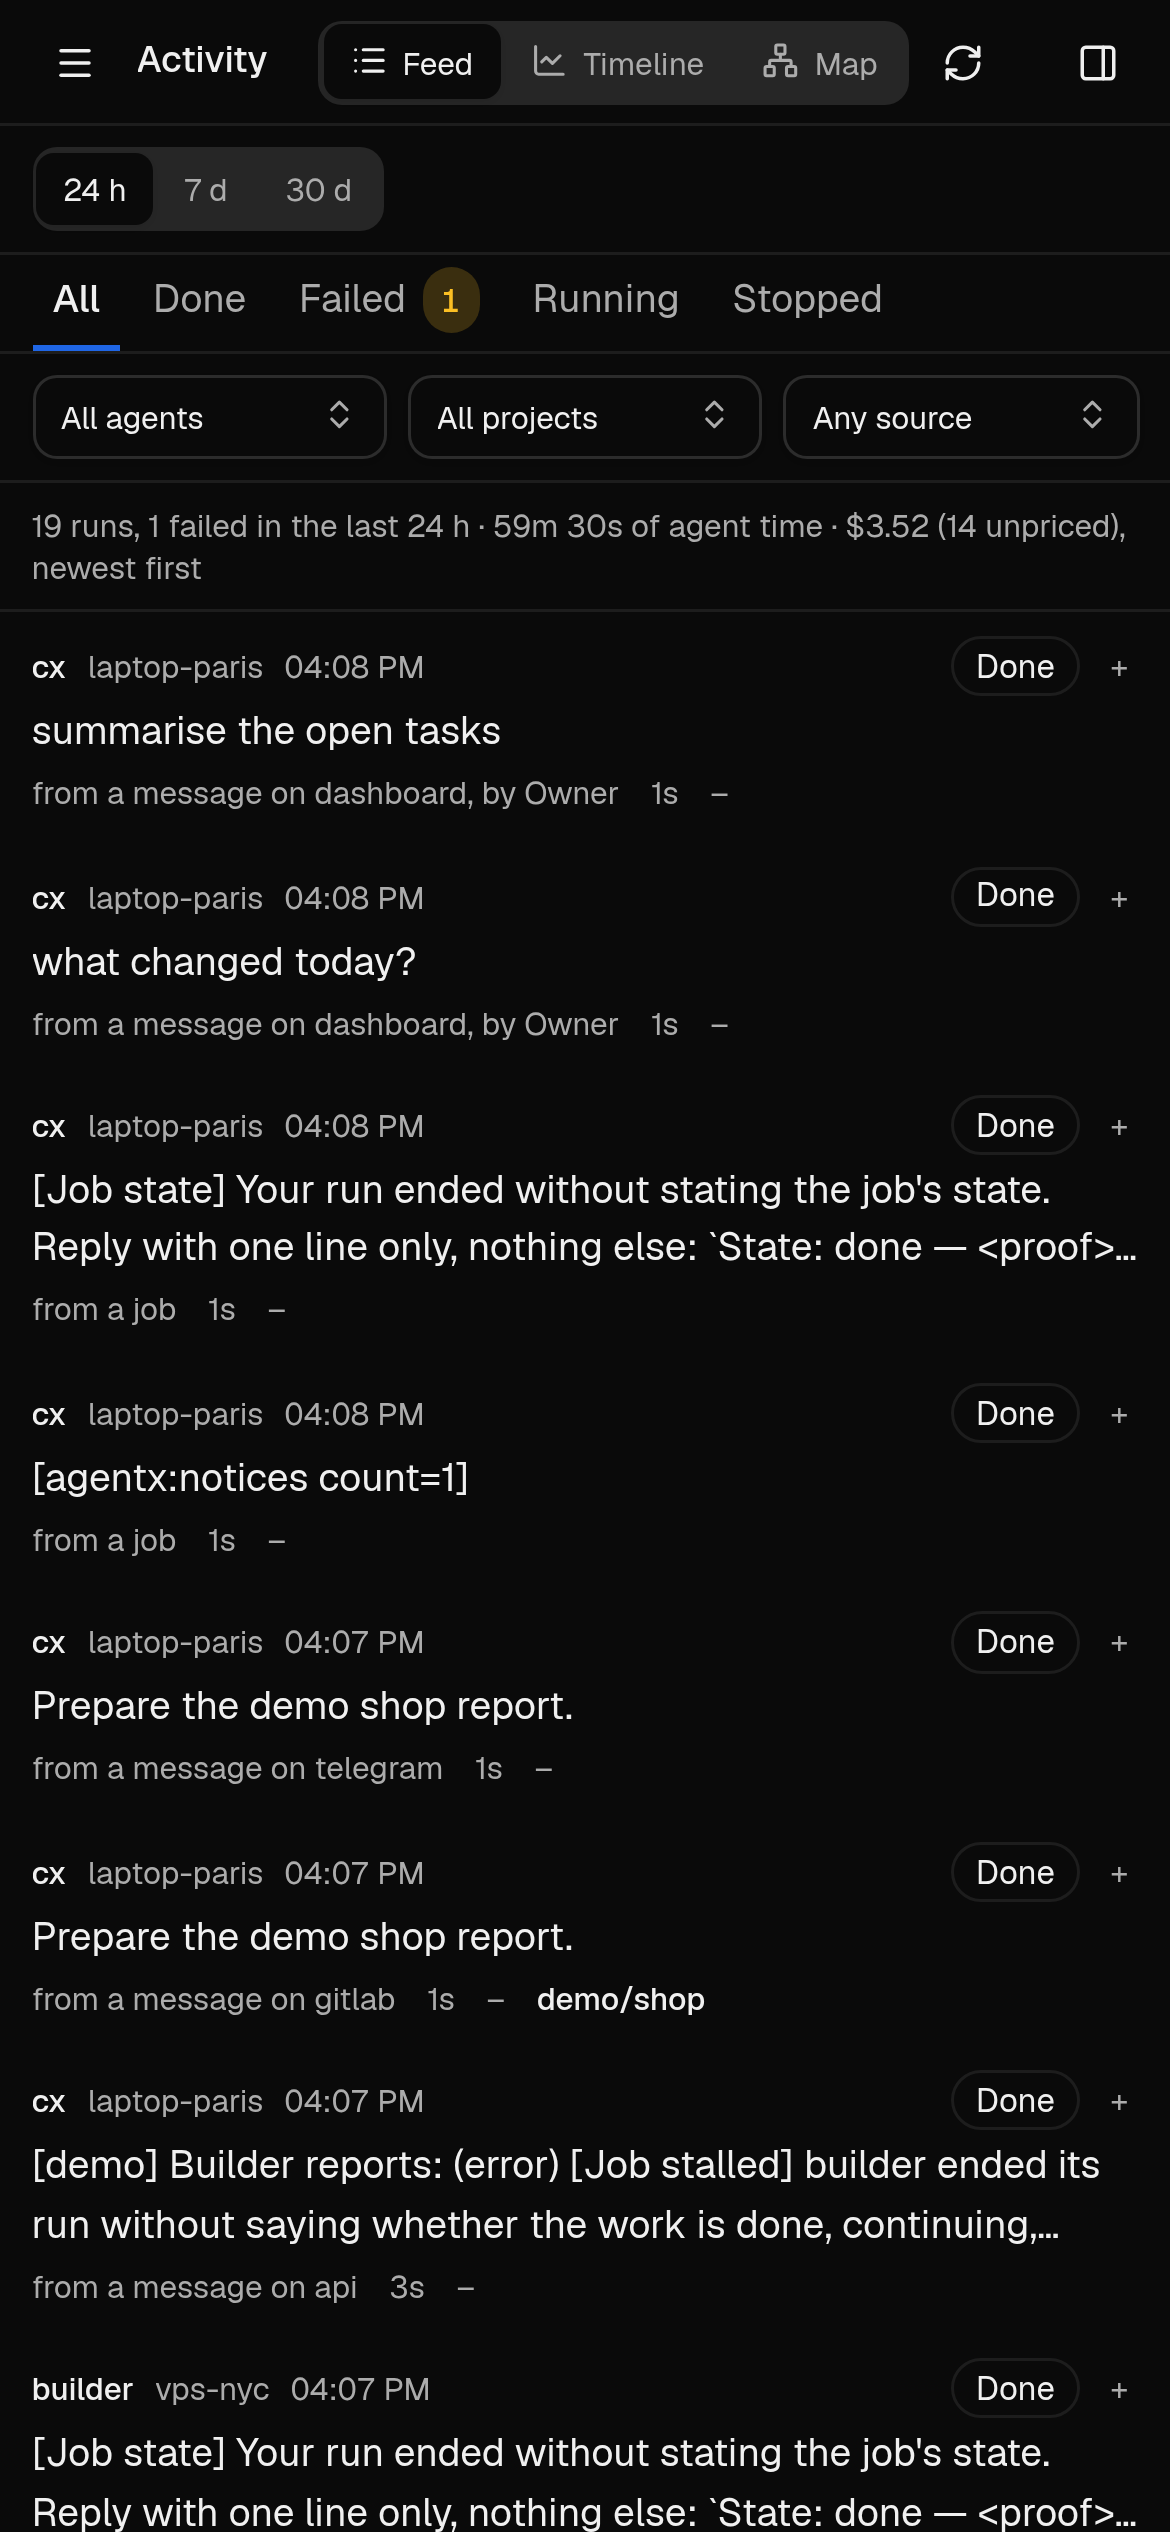 Activity
Feed
Timeline
Map
24 h
7 d
30 d
All
Done
Failed 1
Running
Stopped
All agents
All projects
Any source
19 runs, 1 failed in the last 24 h · 59m 30s of agent time · $3.52 (14 unpriced),
newest first
cx laptop-paris 04:08 PM Done +
summarise the open tasks
from a message on dashboard, by Owner 1s –
cx laptop-paris 04:08 PM Done +
what changed today?
from a message on dashboard, by Owner 1s –
cx laptop-paris 04:08 PM Done +
[Job state] Your run ended without stating the job's state.
Reply with one line only, nothing else: `State: done — <proof>…
from a job 1s –
cx laptop-paris 04:08 PM Done +
[agentx:notices count=1]
from a job 1s –
cx laptop-paris 04:07 PM Done +
Prepare the demo shop report.
from a message on telegram 1s –
cx laptop-paris 04:07 PM Done +
Prepare the demo shop report.
from a message on gitlab 1s – demo/shop
cx laptop-paris 04:07 PM Done +
[demo] Builder reports: (error) [Job stalled] builder ended its
run without saying whether the work is done, continuing,…
from a message on api 3s –
builder vps-nyc 04:07 PM Done +
[Job state] Your run ended without stating the job's state.
Reply with one line only, nothing else: `State: done — <proof>…